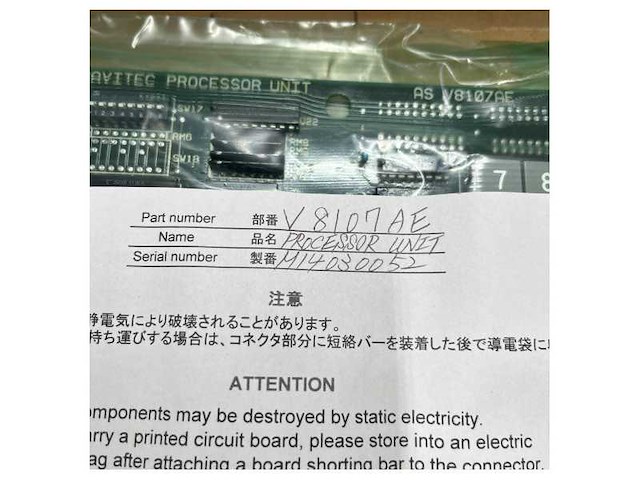 AVITEC PROCESSOR UNIT AS V8107AE
SW17
V22
RM6
SW18
7 8
Part number 部番 V8107AE
Name 品名 PROCESSOR UNIT
Serial number 製番 M14030052
注意
静電気により破壊されることがあります。
持ち運びする場合は、コネクタ部分に短絡バーを装着した後で導電袋に
ATTENTION
omponents may be destroyed by static electricity.
arry a printed circuit board, please store into an electric
ag after attaching a board shorting bar to the connector.